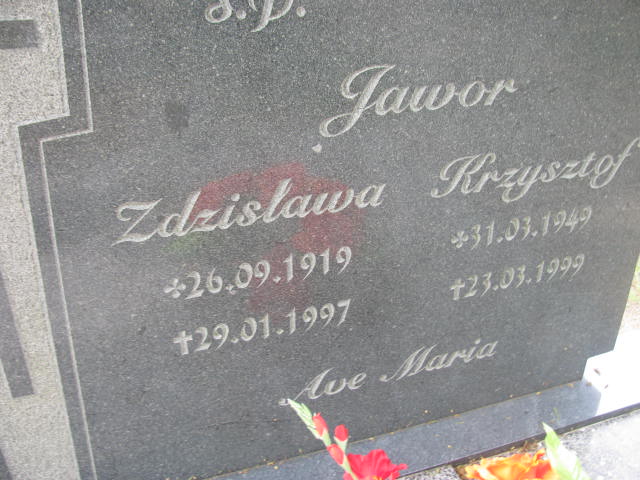 Ś.P.
Jawor
Zdzisława Krzysztof
*26.09.1919 *31.03.1949
†29.01.1997 †23.03.1999
Ave Maria